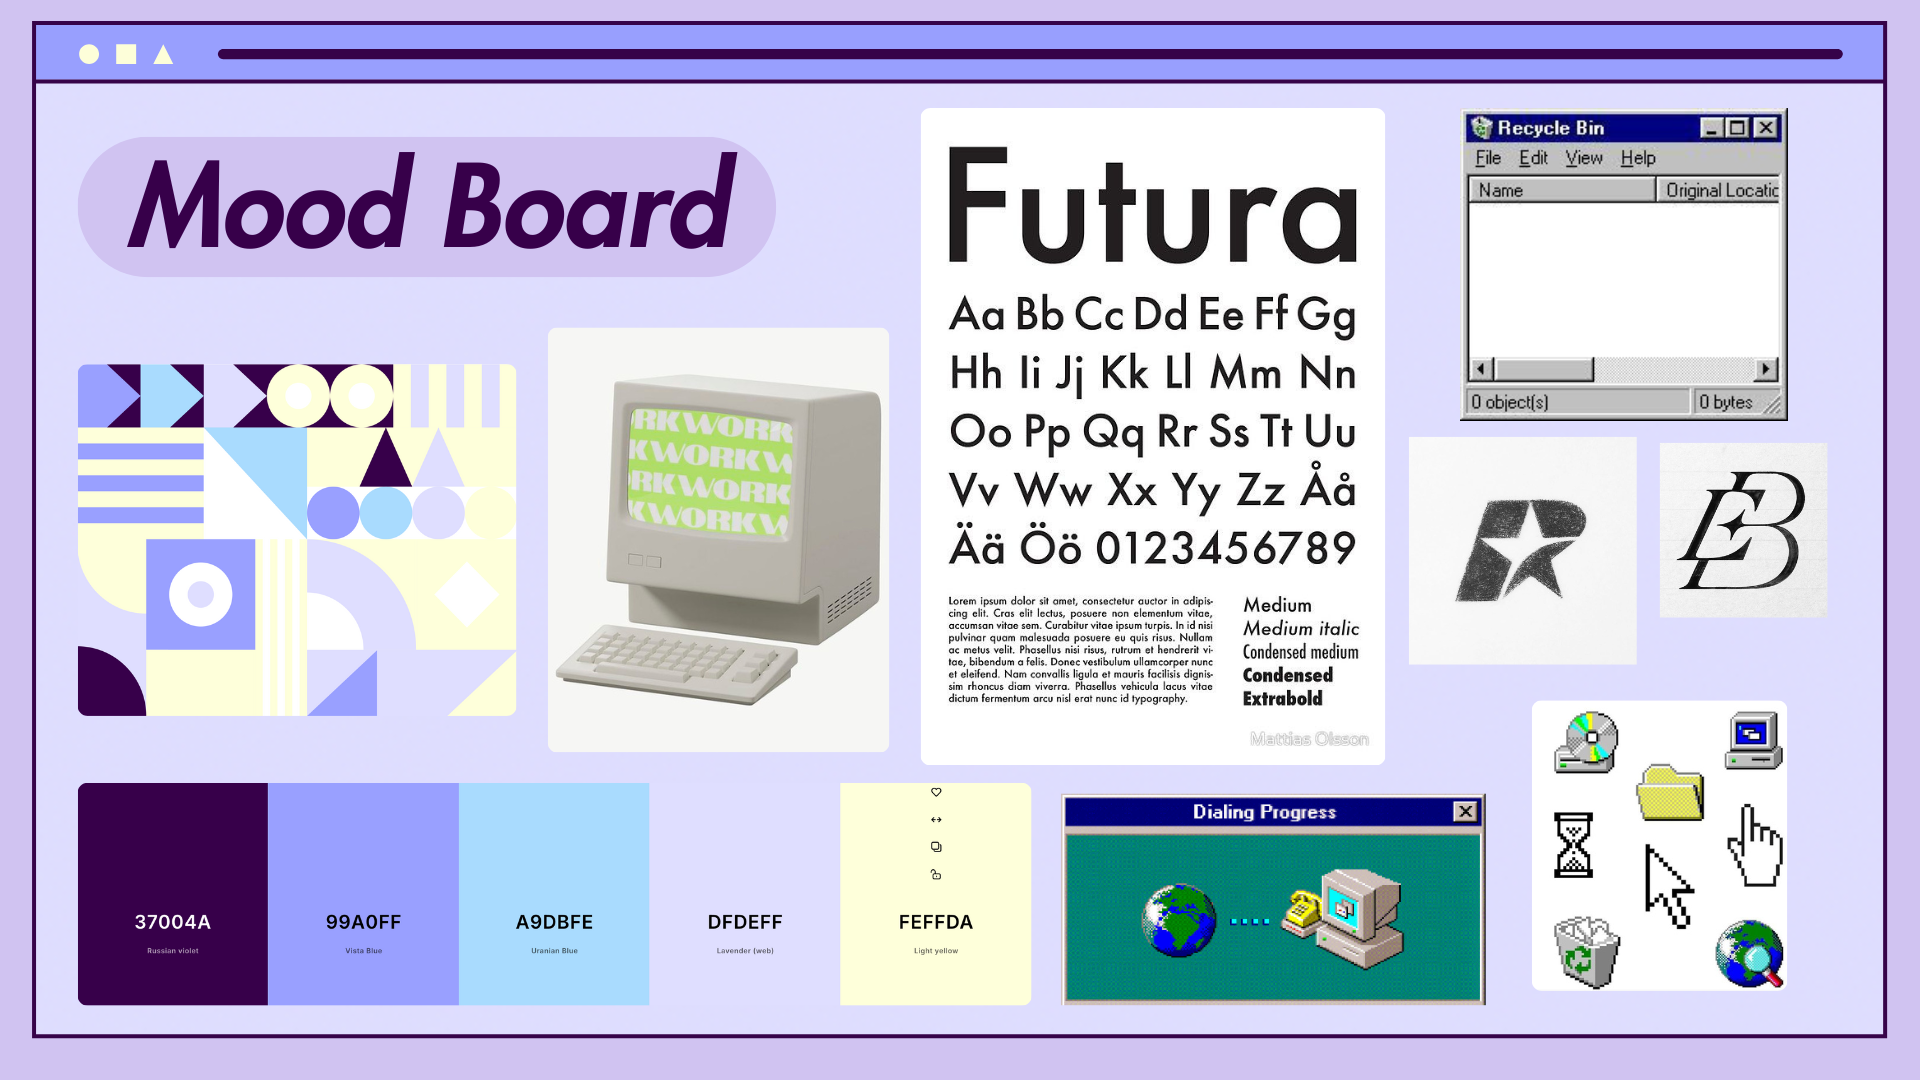 Mood Board
RKWORK
KWORKW
RKWORK
KWORKW
Futura
Aa Bb Cc Dd Ee Ff Gg
Hh Ii Jj Kk Ll Mm Nn
Oo Pp Qq Rr Ss Tt Uu
Vv Ww Xx Yy Zz Åå
Ää Öö 0123456789
Lorem ipsum dolor sit amet, consectetur auctor in adipis-
cing elit. Cras elit lectus, posuere non elementum vitae,
accumsan vitae sem. Curabitur vitae ipsum turpis. In id nisi
pulvinar quam malesuada posuere eu quis risus. Nullam
ac metus velit. Phasellus nisi risus, rutrum et hendrerit vi-
tae, bibendum a felis. Donec vestibulum ullamcorper nunc
et eleifend. Nam convallis ligula et mauris facilisis dignis-
sim rhoncus diam viverra. Phasellus vehicula lacus vitae
dictum fermentum arcu nisl erat nunc id typography.
Medium
Medium italic
Condensed medium
Condensed
Extrabold
Mattias Olsson
Recycle Bin
File Edit View Help
Name Original Locatio
0 object(s) 0 bytes
R
EB
37004A
Russian violet
99A0FF
Vista Blue
A9DBFE
Uranian Blue
DFDEFF
Lavender (web)
FEFFDA
Light yellow
Dialing Progress